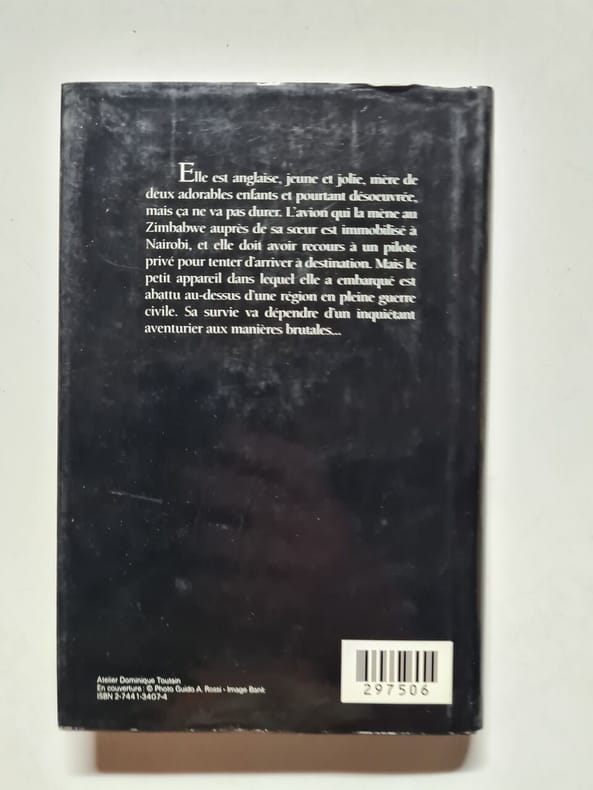 Elle est anglaise, jeune et jolie, mère de
deux adorables enfants et pourtant désoeuvrée,
mais ça ne va pas durer. L'avion qui la mène au
Zimbabwe auprès de sa sœur est immobilisé à
Nairobi, et elle doit avoir recours à un pilote
privé pour tenter d'arriver à destination. Mais le
petit appareil dans lequel elle a embarqué est
abattu au-dessus d'une région en pleine guerre
civile. Sa survie va dépendre d'un inquiétant
aventurier aux manières brutales...
Atelier Dominique Toutain
En couverture : © Photo Guido A. Rossi - Image Bank
ISBN 2-7441-3407-4
297506